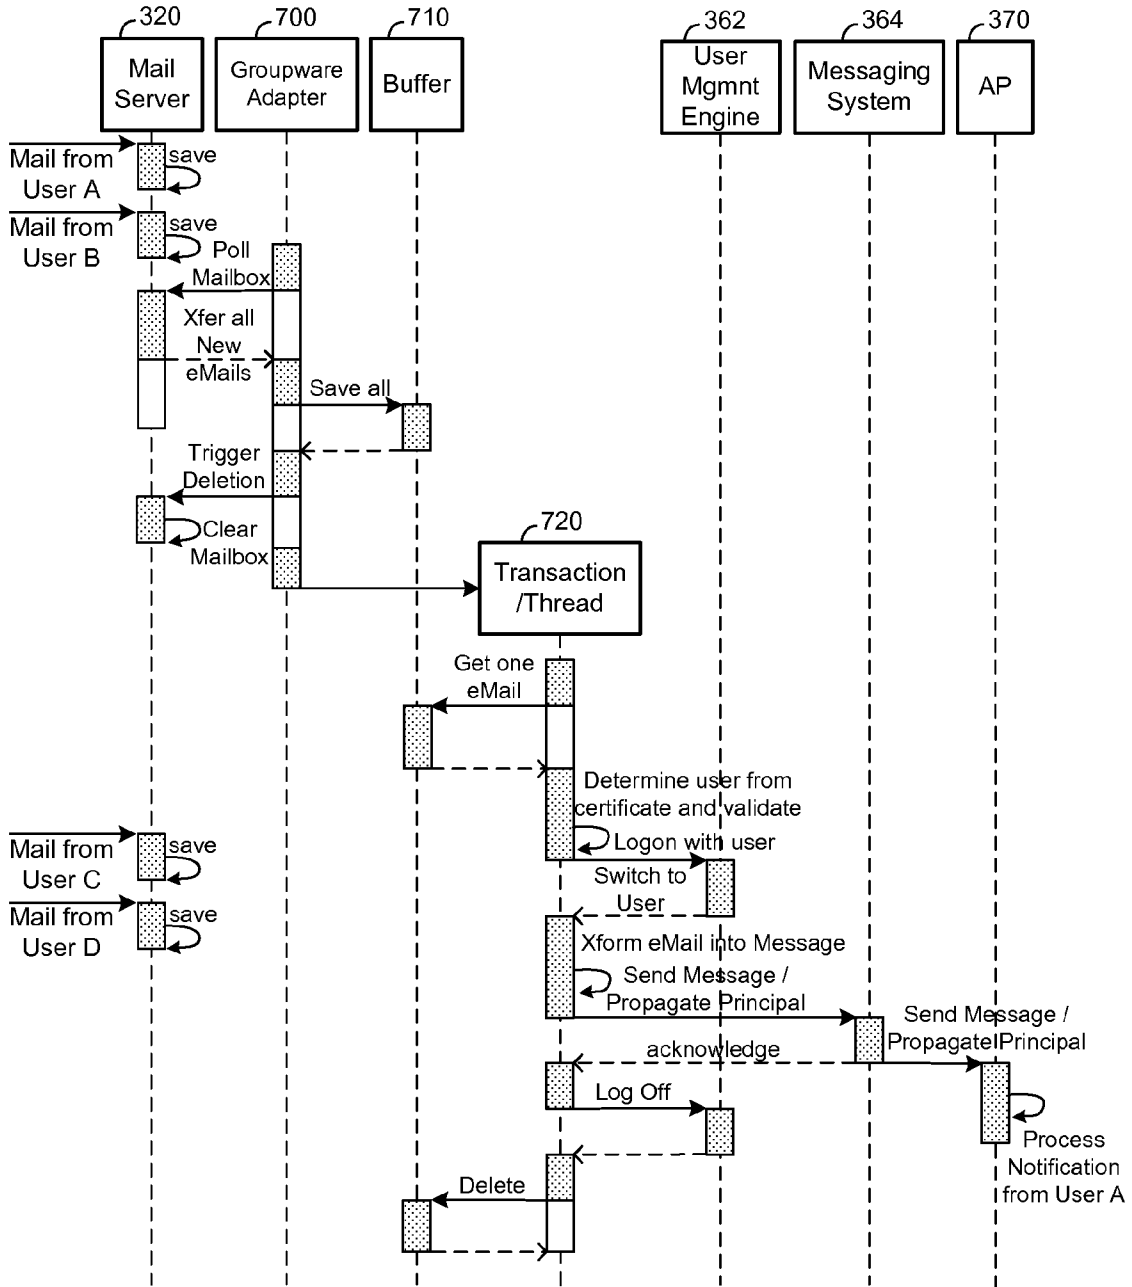 320
700
710
362
364
370
Mail
Server
Groupware
Adapter
Buffer
User
Mgmnt
Engine
Messaging
System
AP
Mail from
User A
save
Mail from
User B
save
Poll
Mailbox
Xfer all
New
eMails
Save all
Trigger
Deletion
Clear
Mailbox
720
Transaction
/Thread
Get one
eMail
Determine user from
certificate and validate
Logon with user
Mail from
User C
save
Switch to
User
Mail from
User D
save
Xform eMail into Message
Send Message /
Propagate Principal
Send Message /
Propagate Principal
acknowledge
Log Off
Process
Notification
from User A
Delete